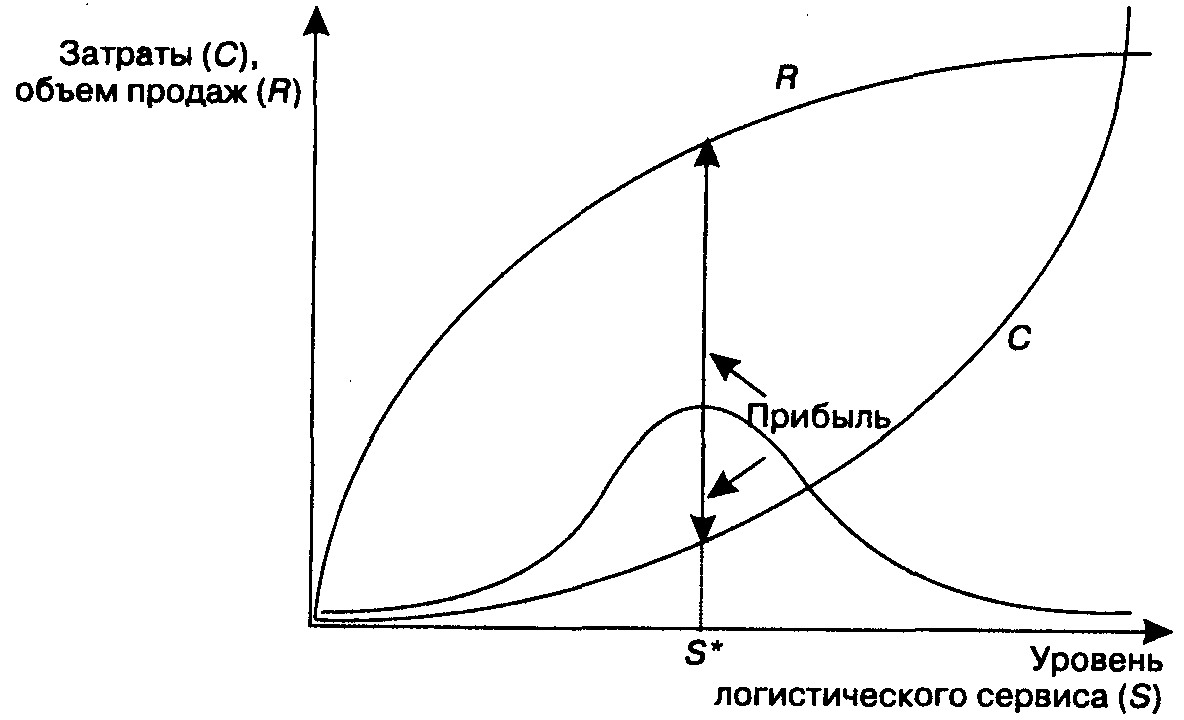 Затраты (C),
объем продаж (R)
R
C
Прибыль
S*
Уровень
логистического сервиса (S)